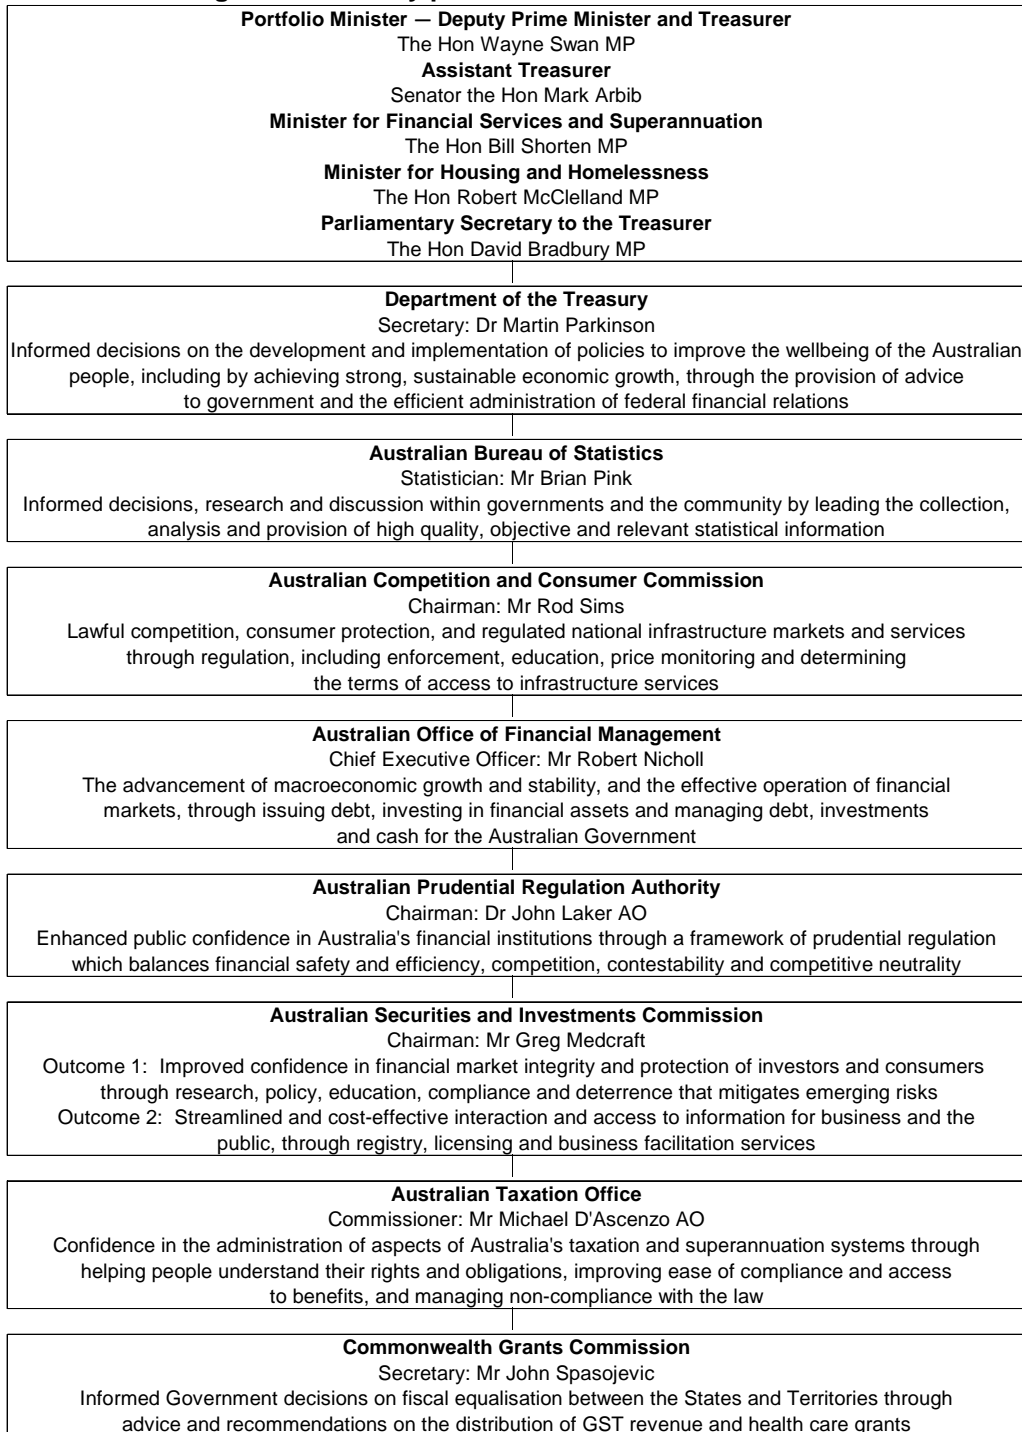 Portfolio Minister — Deputy Prime Minister and Treasurer
The Hon Wayne Swan MP
Assistant Treasurer
Senator the Hon Mark Arbib
Minister for Financial Services and Superannuation
The Hon Bill Shorten MP
Minister for Housing and Homelessness
The Hon Robert McClelland MP
Parliamentary Secretary to the Treasurer
The Hon David Bradbury MP
Department of the Treasury
Secretary: Dr Martin Parkinson
Informed decisions on the development and implementation of policies to improve the wellbeing of the Australian
people, including by achieving strong, sustainable economic growth, through the provision of advice
to government and the efficient administration of federal financial relations
Australian Bureau of Statistics
Statistician: Mr Brian Pink
Informed decisions, research and discussion within governments and the community by leading the collection,
analysis and provision of high quality, objective and relevant statistical information
Australian Competition and Consumer Commission
Chairman: Mr Rod Sims
Lawful competition, consumer protection, and regulated national infrastructure markets and services
through regulation, including enforcement, education, price monitoring and determining
the terms of access to infrastructure services
Australian Office of Financial Management
Chief Executive Officer: Mr Robert Nicholl
The advancement of macroeconomic growth and stability, and the effective operation of financial
markets, through issuing debt, investing in financial assets and managing debt, investments
and cash for the Australian Government
Australian Prudential Regulation Authority
Chairman: Dr John Laker AO
Enhanced public confidence in Australia's financial institutions through a framework of prudential regulation
which balances financial safety and efficiency, competition, contestability and competitive neutrality
Australian Securities and Investments Commission
Chairman: Mr Greg Medcraft
Outcome 1: Improved confidence in financial market integrity and protection of investors and consumers
through research, policy, education, compliance and deterrence that mitigates emerging risks
Outcome 2: Streamlined and cost-effective interaction and access to information for business and the
public, through registry, licensing and business facilitation services
Australian Taxation Office
Commissioner: Mr Michael D'Ascenzo AO
Confidence in the administration of aspects of Australia's taxation and superannuation systems through
helping people understand their rights and obligations, improving ease of compliance and access
to benefits, and managing non-compliance with the law
Commonwealth Grants Commission
Secretary: Mr John Spasojevic
Informed Government decisions on fiscal equalisation between the States and Territories through
advice and recommendations on the distribution of GST revenue and health care grants